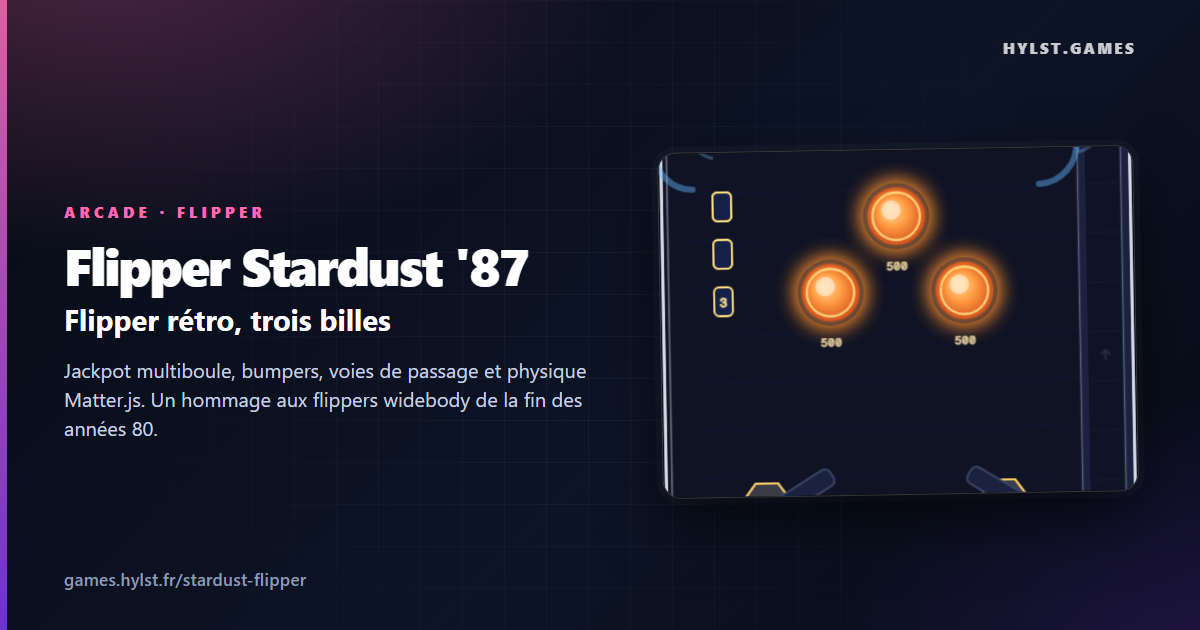 HYLST.GAMES
ARCADE · FLIPPER
Flipper Stardust '87
Flipper rétro, trois billes
Jackpot multiboule, bumpers, voies de passage et physique
Matter.js. Un hommage aux flippers widebody de la fin des
années 80.
3
500
500
500
games.hylst.fr/stardust-flipper